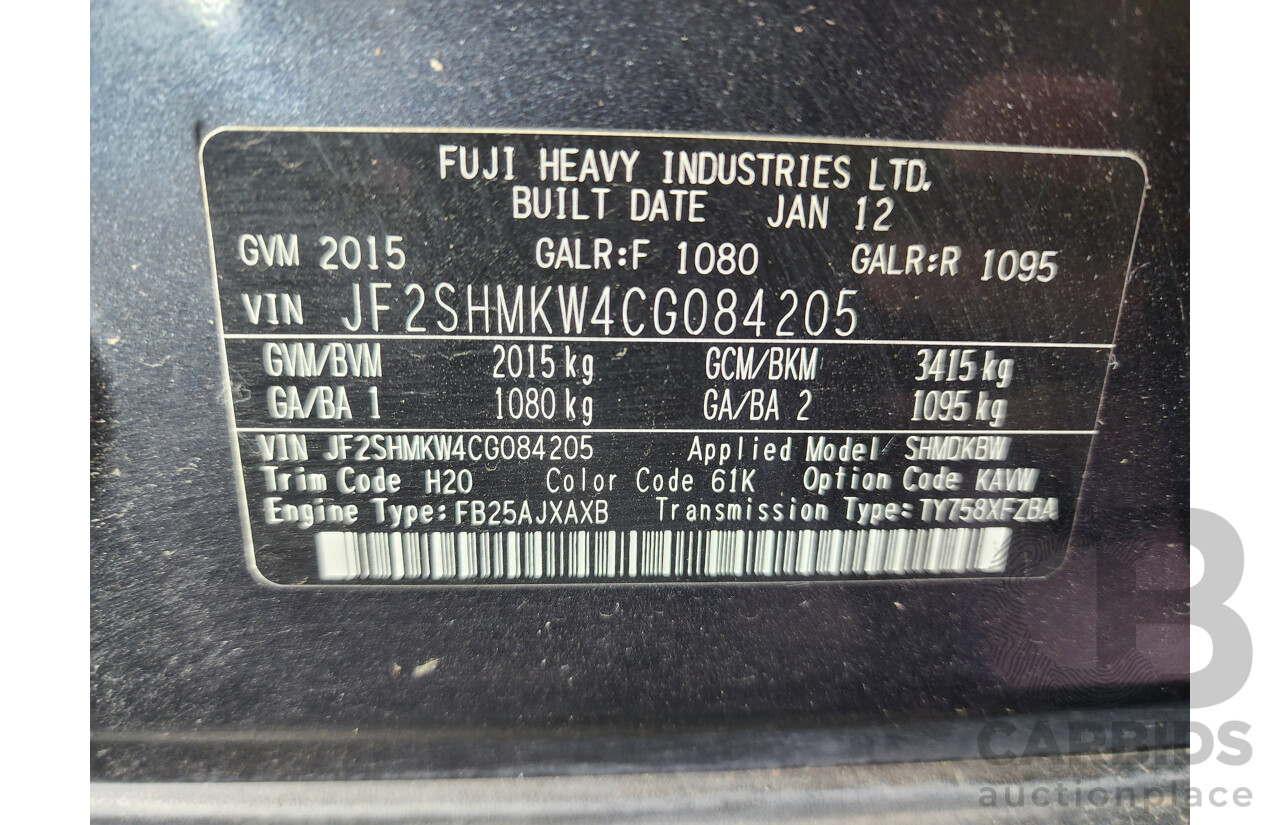 FUJI HEAVY INDUSTRIES LTD.
BUILT DATE JAN 12
GVM 2015 GALR:F 1080 GALR:R 1095
VIN JF2SHMKW4CG084205
GVM/BVM 2015 kg GCM/BKM 3415 kg
GA/BA 1 1080 kg GA/BA 2 1095 kg
VIN JF2SHMKW4CG084205 Applied Model SHMDKBW
Trim Code H20 Color Code 61K Option Code KAVW
Engine Type: FB25AJXAXB Transmission Type: TY758XFZBA
B
CARBIDS
auctionplace